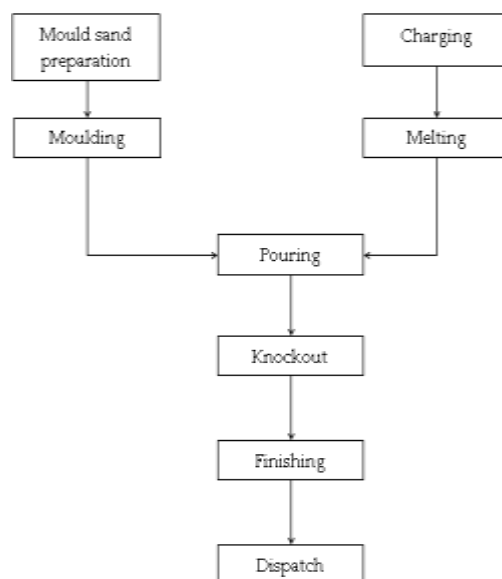 Mould sand
preparation
Charging
Moulding
Melting
Pouring
Knockout
Finishing
Dispatch